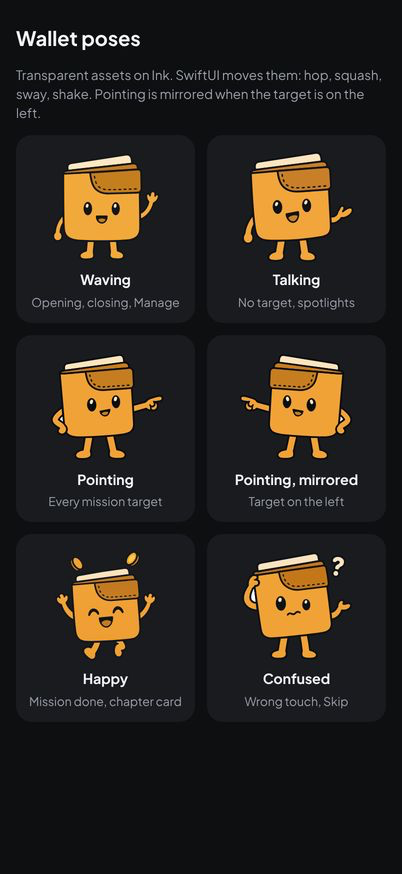 Wallet poses
Transparent assets on Ink. SwiftUI moves them: hop, squash,
sway, shake. Pointing is mirrored when the target is on the
left.
Waving
Opening, closing, Manage
Talking
No target, spotlights
Pointing
Every mission target
Pointing, mirrored
Target on the left
?
Happy
Mission done, chapter card
Confused
Wrong touch, Skip